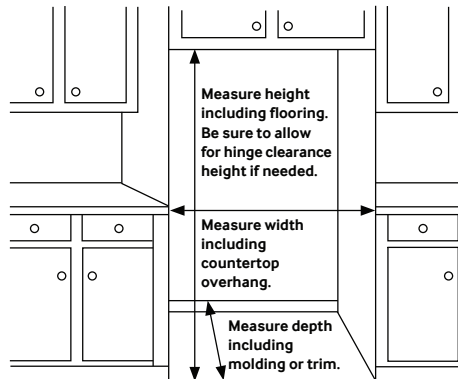 Measure height
including flooring.
Be sure to allow
for hinge clearance
height if needed.
Measure width
including
countertop
overhang.
Measure depth
including
molding or trim.